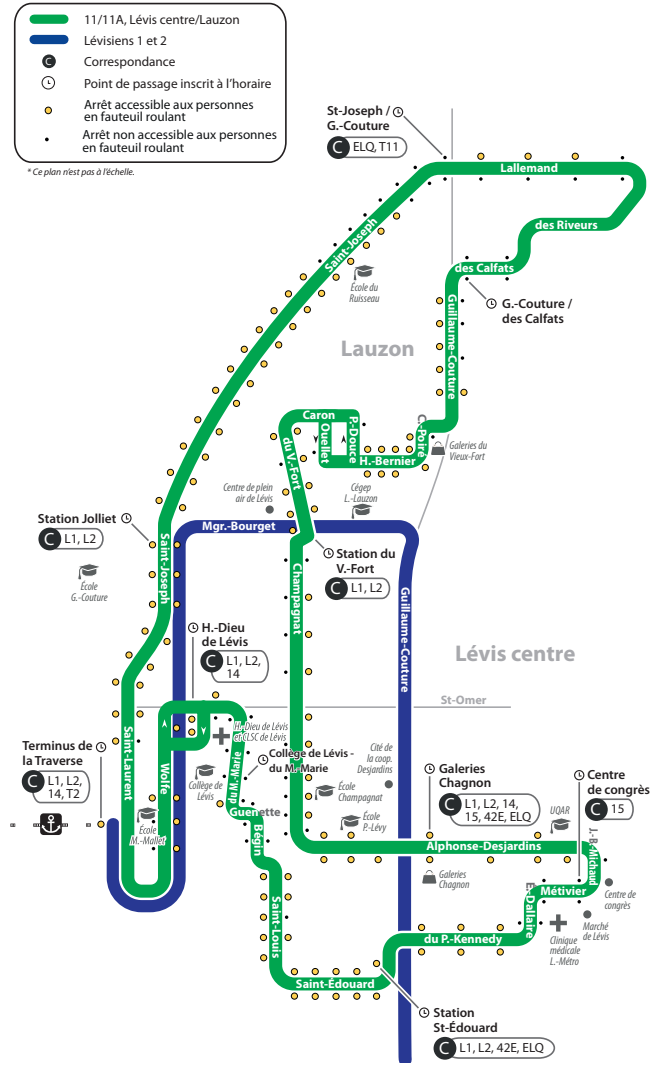 11/11A, Lévis centre/Lauzon
Lévisiens 1 et 2
C Correspondance
Point de passage inscrit à l'horaire
Arrêt accessible aux personnes
en fauteuil roulant
Arrêt non accessible aux personnes
en fauteuil roulant
* Ce plan n'est pas à l'échelle.
St-Joseph /
G.-Couture
C ELQ, T11
Lallemand
des Riveurs
Saint-Joseph
des Calfats
École du
Ruisseau
G.-Couture /
des Calfats
Guillaume-Couture
Lauzon
Caron
Ouellet
P.-Douce
C.-Poiré
du V.-Fort
H.-Bernier
Galeries du
Vieux-Fort
Centre de plein
air de Lévis
Cégep
L.-Lauzon
Station Jolliet
C L1, L2
Mgr.-Bourget
Saint-Joseph
Station du
V.-Fort
C L1, L2
École
G.-Couture
Champagnat
Guillaume-Couture
H.-Dieu
de Lévis
C L1, L2,
14
Lévis centre
St-Omer
H.-Dieu de Lévis
et CLSC de Lévis
Saint-Laurent
Terminus de
la Traverse
C L1, L2,
14, T2
Wolfe
du M.-Marie
Collège de Lévis -
du M.-Marie
Collège de
Lévis
Cité de
la coop.
Desjardins
Galeries
Chagnon
C L1, L2, 14,
15, 42E, ELQ
Centre
de congrès
C 15
École
Champagnat
Guenette
École
M.-Mallet
École
P.-Lévy
UQAR
J.-B.-Michaud
Bégin
Alphonse-Desjardins
Galeries
Chagnon
Métivier
Centre de
congrès
É.-Dallaire
Saint-Louis
Marché
de Lévis
Clinique
médicale
L.-Métro
du P.-Kennedy
Saint-Édouard
Station
St-Édouard
C L1, L2, 42E, ELQ